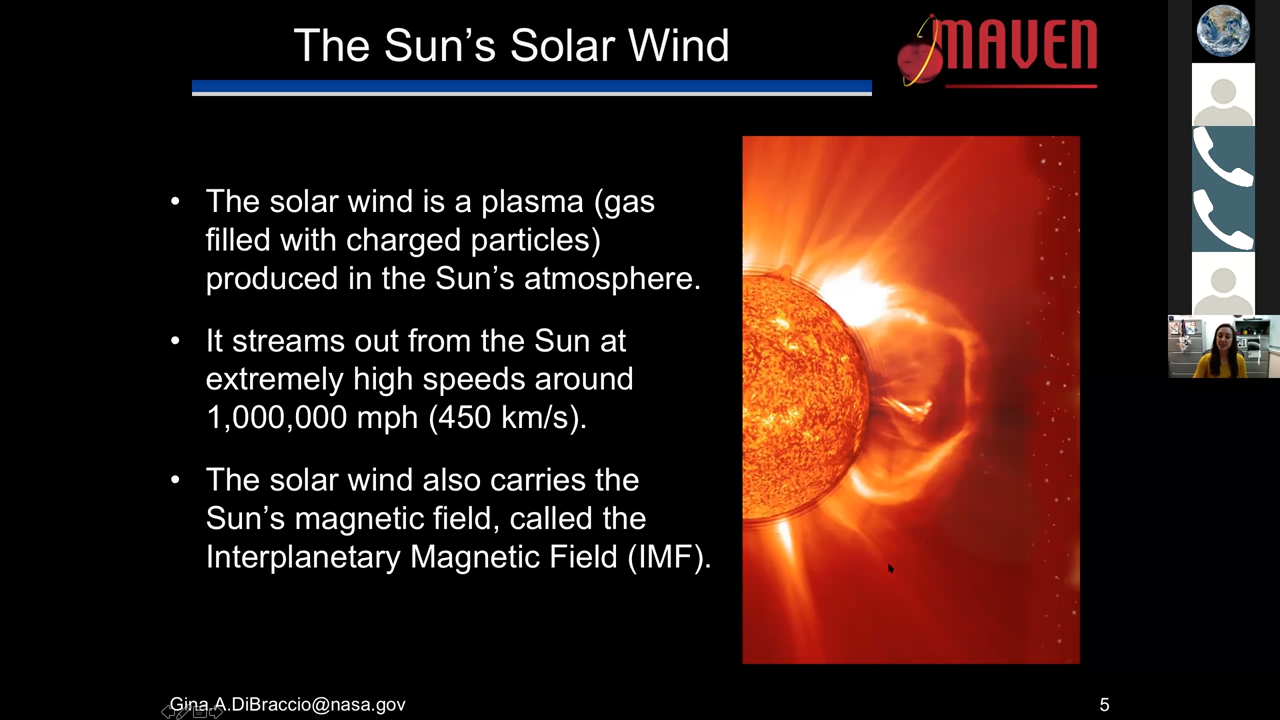 The Sun’s Solar Wind
MAVEN
• The solar wind is a plasma (gas
filled with charged particles)
produced in the Sun’s atmosphere.
• It streams out from the Sun at
extremely high speeds around
1,000,000 mph (450 km/s).
• The solar wind also carries the
Sun’s magnetic field, called the
Interplanetary Magnetic Field (IMF).
Gina.A.DiBraccio@nasa.gov
5